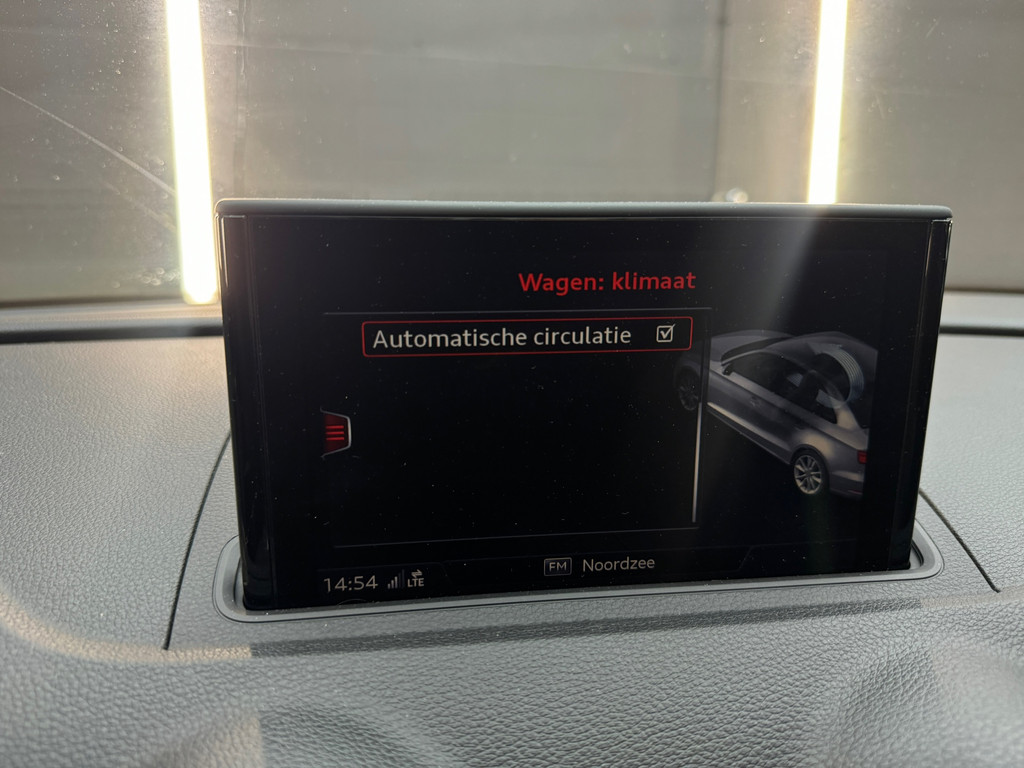 Wagen: klimaat
Automatische circulatie
14:54 LTE FM Noordzee